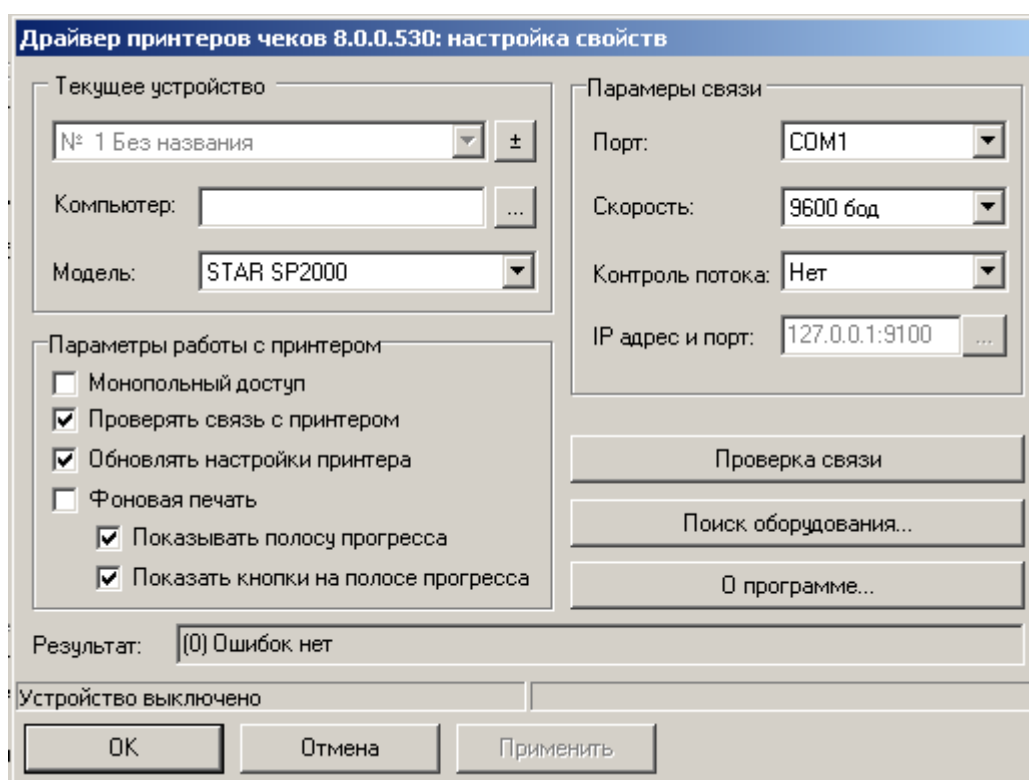 Драйвер принтеров чеков 8.0.0.530: настройка свойств
Текущее устройство
№ 1 Без названия
±
Компьютер:
...
Модель:
STAR SP2000
Парамеры связи
Порт:
COM1
Скорость:
9600 бод
Контроль потока:
Нет
IP адрес и порт:
127.0.0.1:9100
...
Параметры работы с принтером
Монопольный доступ
Проверять связь с принтером
Обновлять настройки принтера
Фоновая печать
Показывать полосу прогресса
Показать кнопки на полосе прогресса
Проверка связи
Поиск оборудования...
О программе...
Результат:
(0) Ошибок нет
Устройство выключено
OK
Отмена
Применить